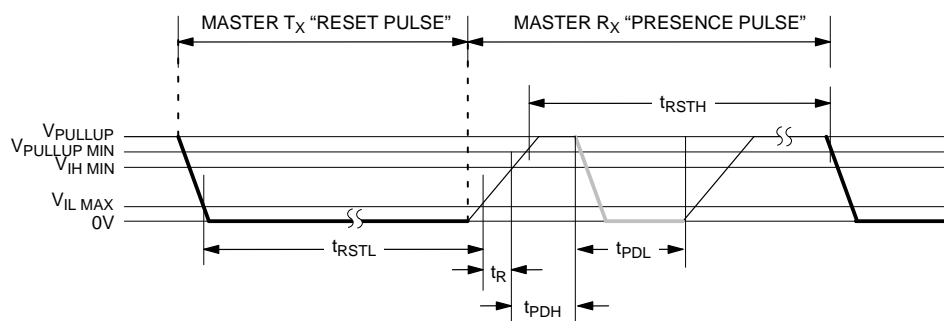 MASTER TX “RESET PULSE” MASTER RX “PRESENCE PULSE”
tRSTH
VPULLUP
VPULLUP MIN
VIH MIN
VIL MAX
0V
tRSTL
tPDL
tR
tPDH